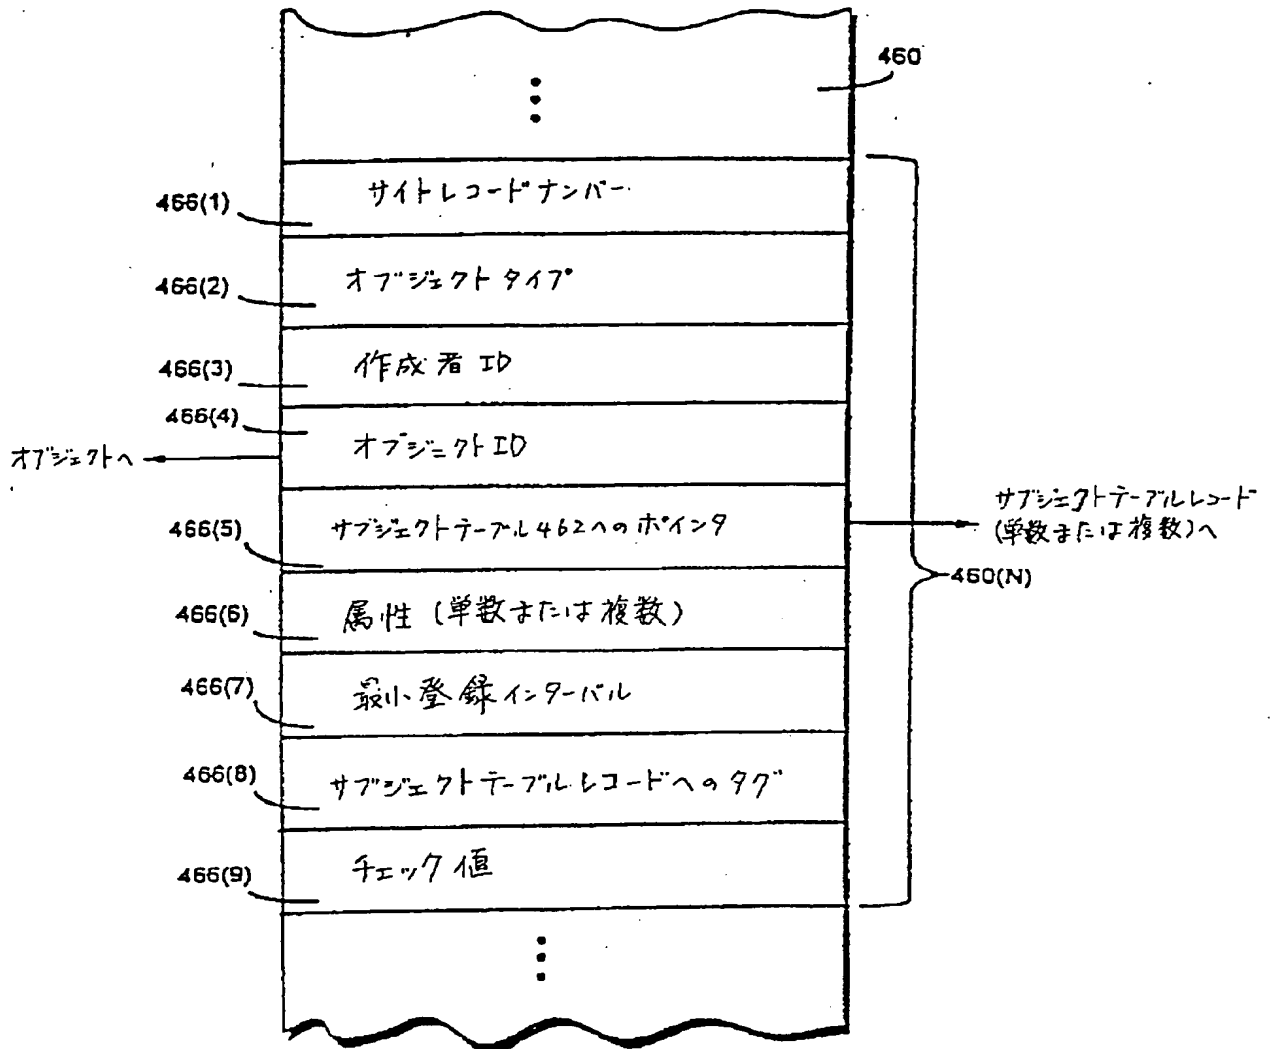 460
466(1)
サイトレコードナンバー
466(2)
オブジェクトタイプ
466(3)
作成者ID
466(4)
オブジェクトID
オブジェクトへ
466(5)
サブジェクトテーブル462へのポインタ
サブジェクトテーブルレコード
(単数または複数)へ
460(N)
466(6)
属性(単数または複数)
466(7)
最小登録インターバル
466(8)
サブジェクトテーブルレコードへのタグ
466(9)
チェック値